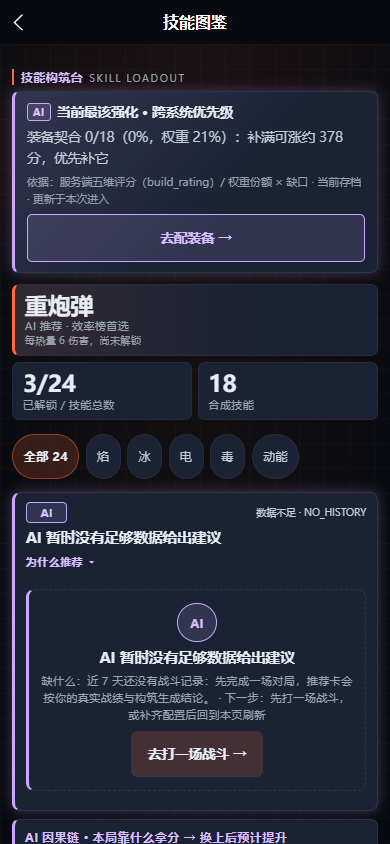 技能图鉴
技能构筑台 SKILL LOADOUT
AI 当前最该强化 · 跨系统优先级
装备契合 0/18（0%，权重 21%）：补满可涨约 378
分，优先补它
依据：服务端五维评分（build_rating）/ 权重份额 × 缺口 · 当前存档
· 更新于本次进入
去配装备 →
重炮弹
AI 推荐 · 效率榜首选
每热量 6 伤害，尚未解锁
3/24
已解锁 / 技能总数
18
合成技能
全部 24
焰
冰
电
毒
动能
AI
数据不足 · NO_HISTORY
AI 暂时没有足够数据给出建议
为什么推荐
AI
AI 暂时没有足够数据给出建议
缺什么：近 7 天还没有战斗记录：先完成一场对局，推荐卡会
按你的真实战绩与构筑生成结论。 · 下一步：先打一场战斗，
或补齐配置后回到本页刷新
去打一场战斗 →
AI 因果链 · 本局靠什么拿分 → 换上后预计提升